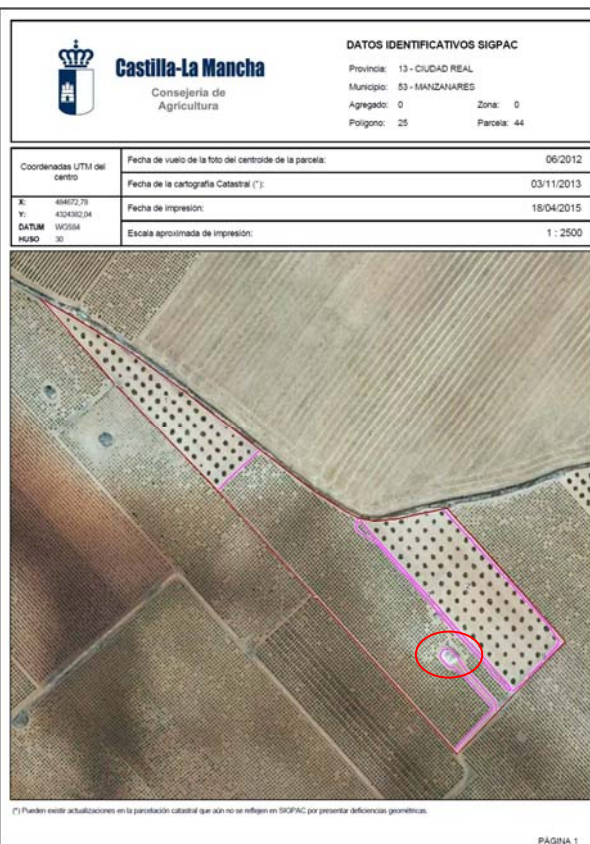 Castilla-La Mancha
Consejería de
Agricultura
DATOS IDENTIFICATIVOS SIGPAC
Provincia: 13 - CIUDAD REAL
Municipio: 53 - MANZANARES
Agregado: 0 Zona: 0
Polígono: 25 Parcela: 44
Coordenadas UTM del
centro
X: 484672,78
Y: 4324382,04
DATUM WGS84
HUSO 30
Fecha de vuelo de la foto del centroide de la parcela: 06/2012
Fecha de la cartografía Catastral (*): 03/11/2013
Fecha de impresión: 18/04/2015
Escala aproximada de impresión: 1 : 2500
(*) Pueden existir actualizaciones en la parcelación catastral que aún no se reflejen en SIGPAC por presentar deficiencias geométricas.
PÁGINA 1